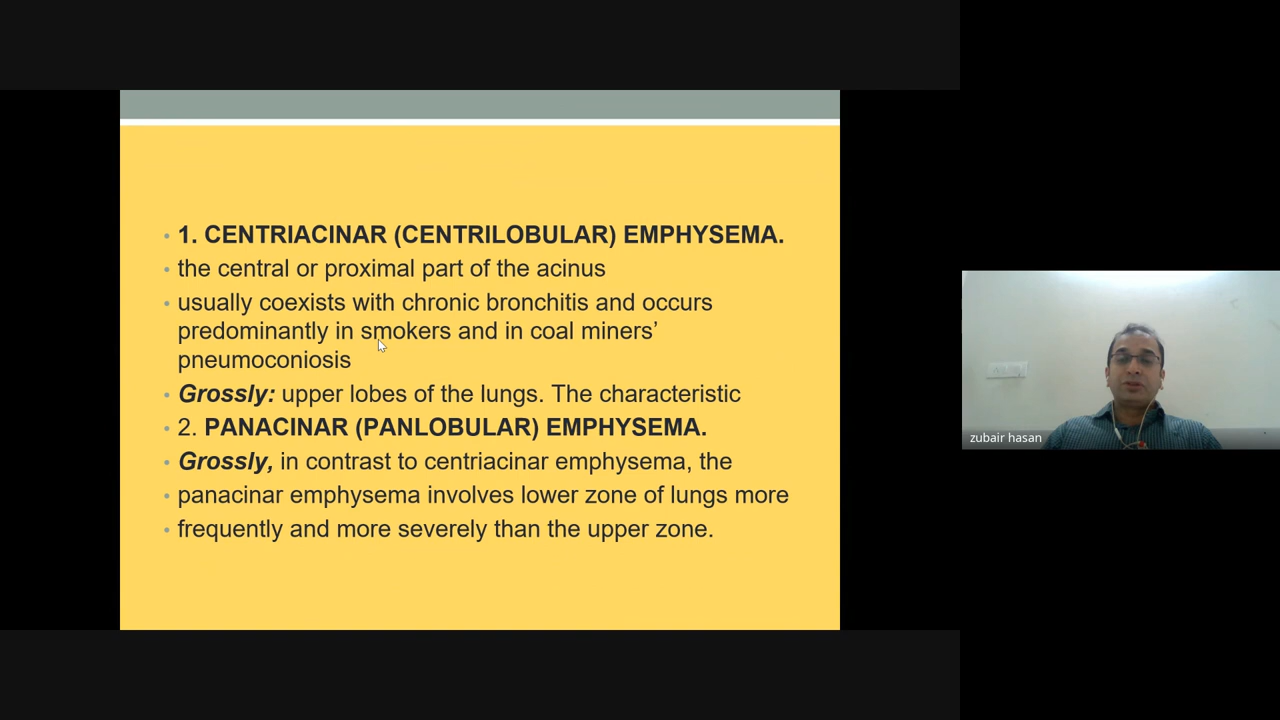 • 1. CENTRIACINAR (CENTRILOBULAR) EMPHYSEMA.
• the central or proximal part of the acinus
• usually coexists with chronic bronchitis and occurs
predominantly in smokers and in coal miners’
pneumoconiosis
• Grossly: upper lobes of the lungs. The characteristic
• 2. PANACINAR (PANLOBULAR) EMPHYSEMA.
• Grossly, in contrast to centriacinar emphysema, the
• panacinar emphysema involves lower zone of lungs more
• frequently and more severely than the upper zone.
zubair hasan